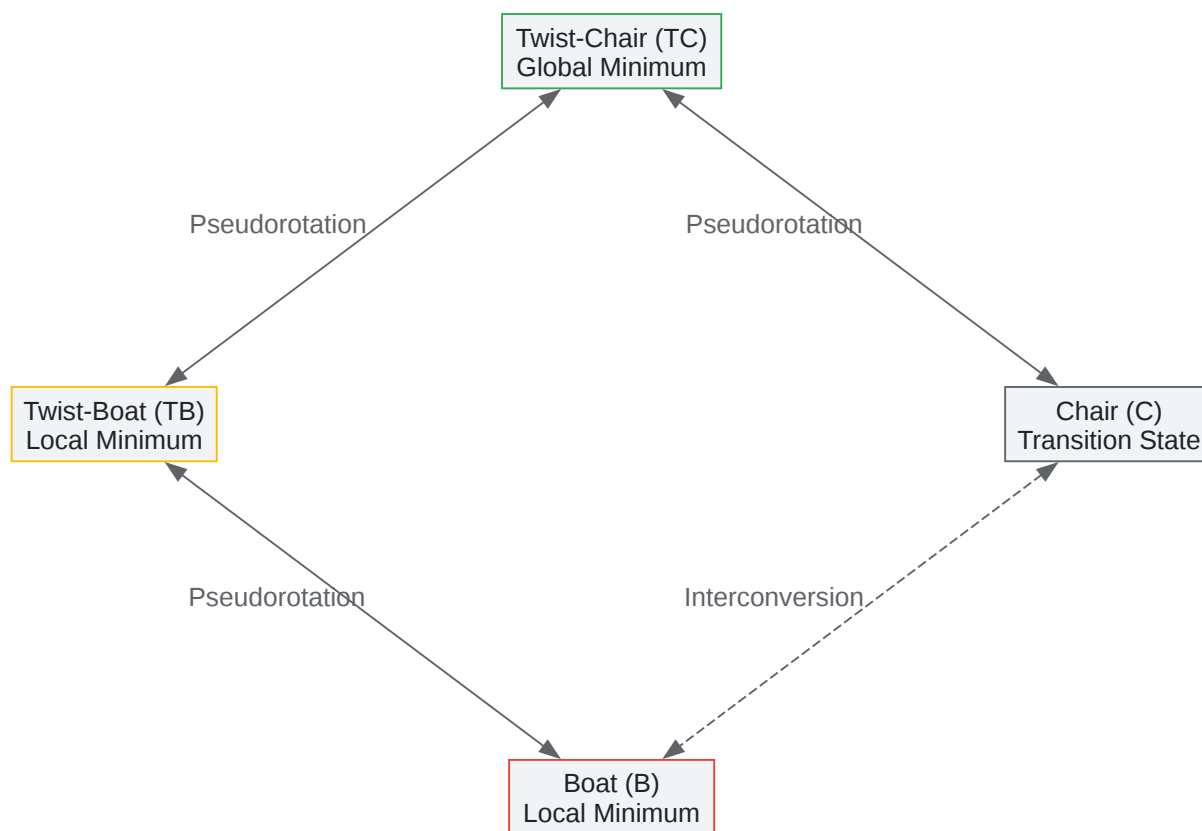 Twist-Chair (TC)
Global Minimum
Pseudorotation
Pseudorotation
Twist-Boat (TB)
Local Minimum
Chair (C)
Transition State
Pseudorotation
Interconversion
Boat (B)
Local Minimum